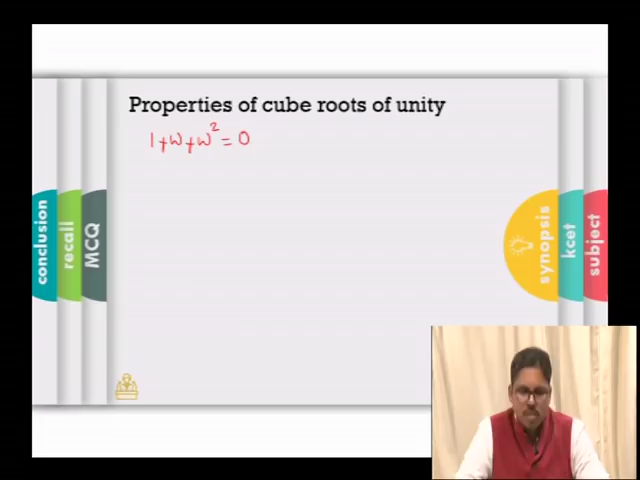 Properties of cube roots of unity
1+ω+ω²=0
conclusion
recall
MCQ
synopsis
kcet
subject